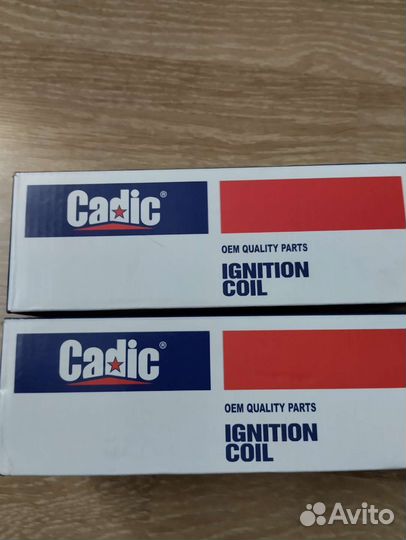 Cadic®
OEM QUALITY PARTS
IGNITION
COIL
Cadic®
OEM QUALITY PARTS
IGNITION
COIL
Avito